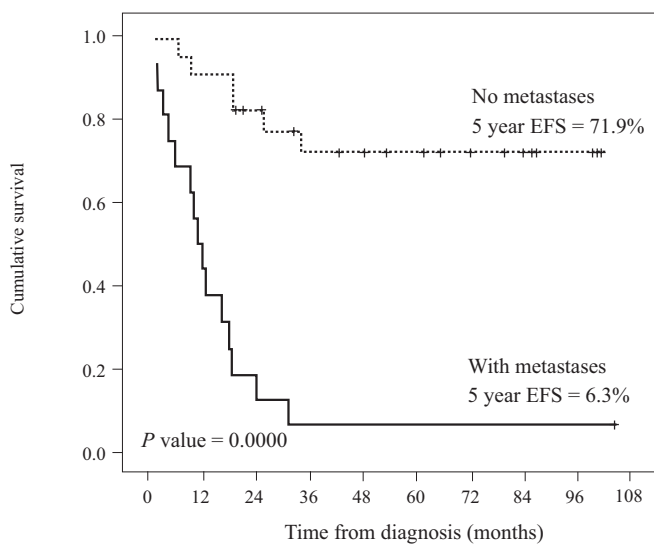 Cumulative survival
1.0
0.8
0.6
0.4
0.2
0.0
No metastases
5 year EFS = 71.9%
With metastases
5 year EFS = 6.3%
P value = 0.0000
0 12 24 36 48 60 72 84 96 108
Time from diagnosis (months)